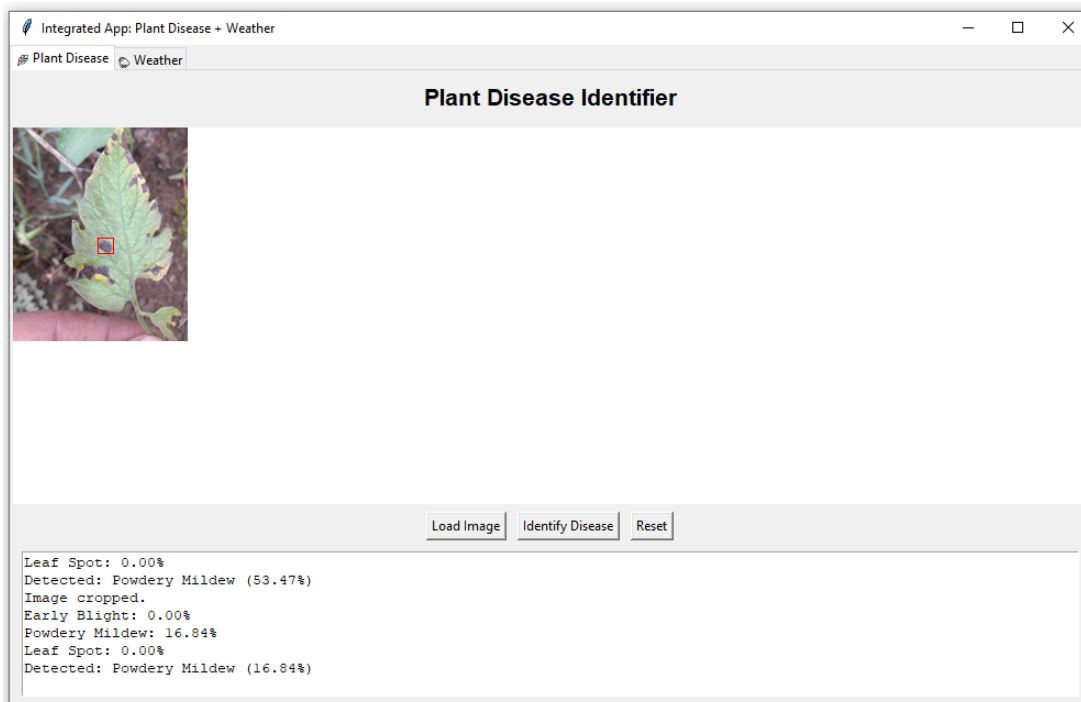 Integrated App: Plant Disease + Weather
Plant Disease
Weather
Plant Disease Identifier
Load Image
Identify Disease
Reset
Leaf Spot: 0.00%
Detected: Powdery Mildew (53.47%)
Image cropped.
Early Blight: 0.00%
Powdery Mildew: 16.84%
Leaf Spot: 0.00%
Detected: Powdery Mildew (16.84%)